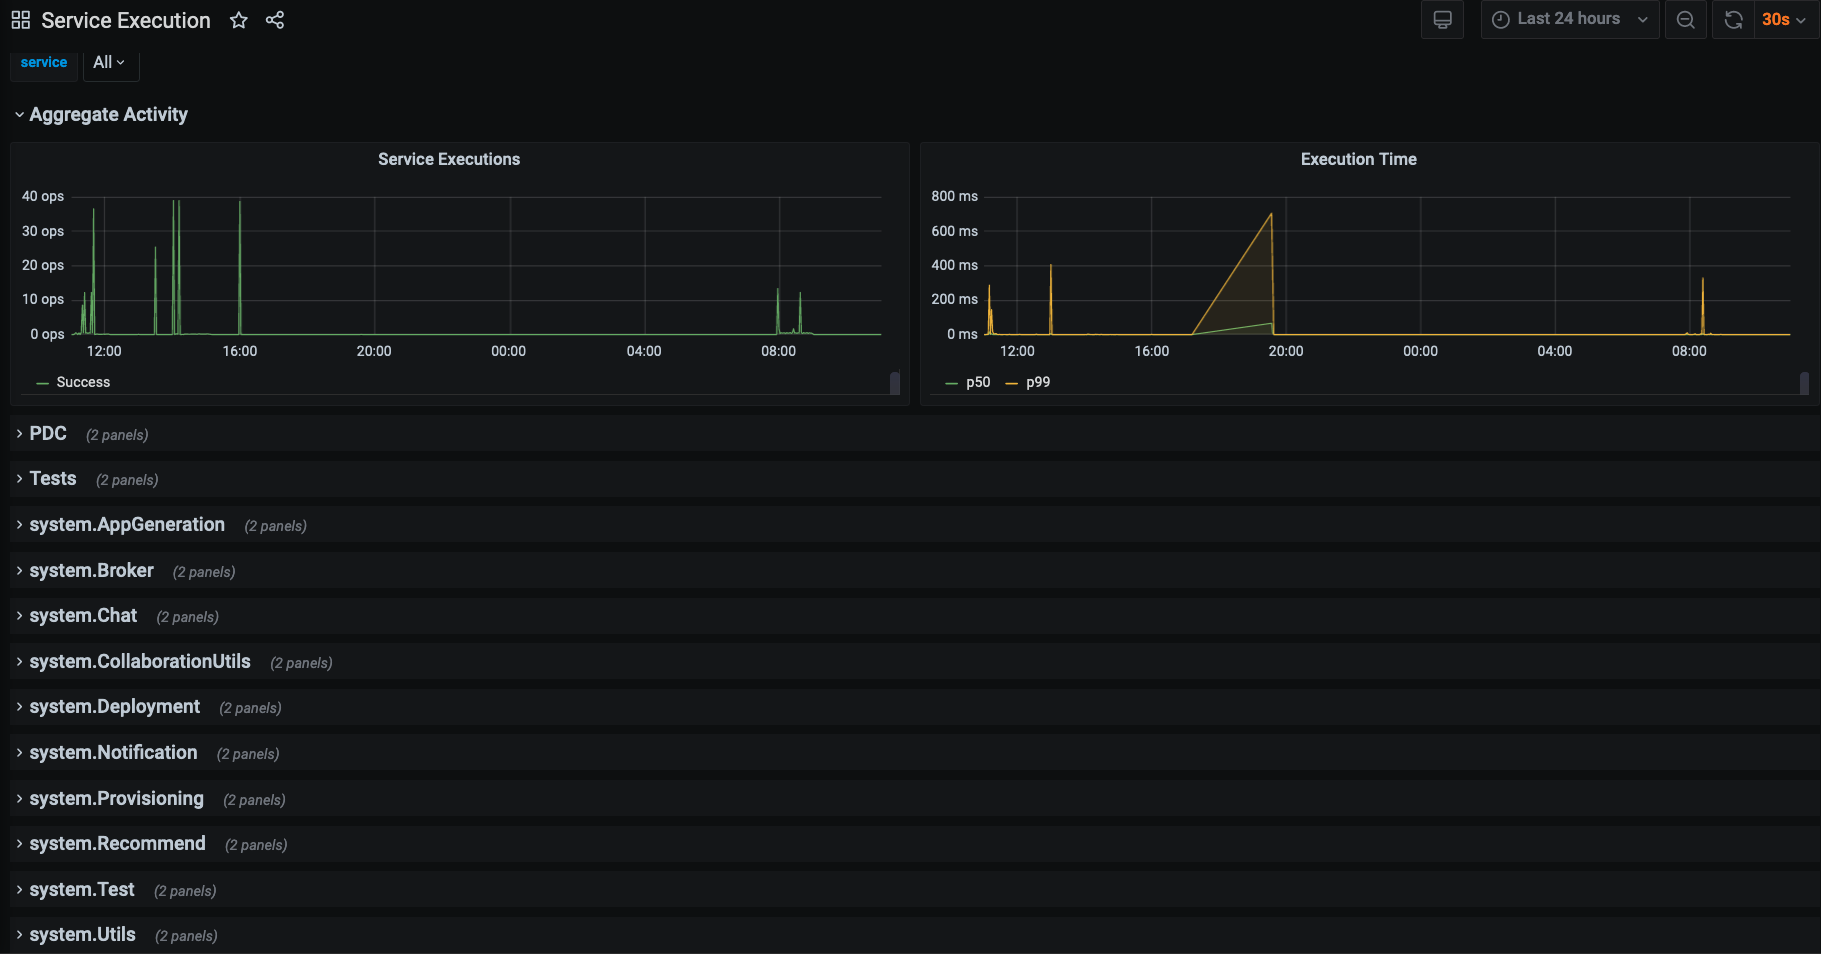 Service Execution
Last 24 hours
30s
service All
Aggregate Activity
Service Executions
40 ops
30 ops
20 ops
10 ops
0 ops
12:00 16:00 20:00 00:00 04:00 08:00
Success
Execution Time
800 ms
600 ms
400 ms
200 ms
0 ms
12:00 16:00 20:00 00:00 04:00 08:00
p50 p99
PDC (2 panels)
Tests (2 panels)
system.AppGeneration (2 panels)
system.Broker (2 panels)
system.Chat (2 panels)
system.CollaborationUtils (2 panels)
system.Deployment (2 panels)
system.Notification (2 panels)
system.Provisioning (2 panels)
system.Recommend (2 panels)
system.Test (2 panels)
system.Utils (2 panels)